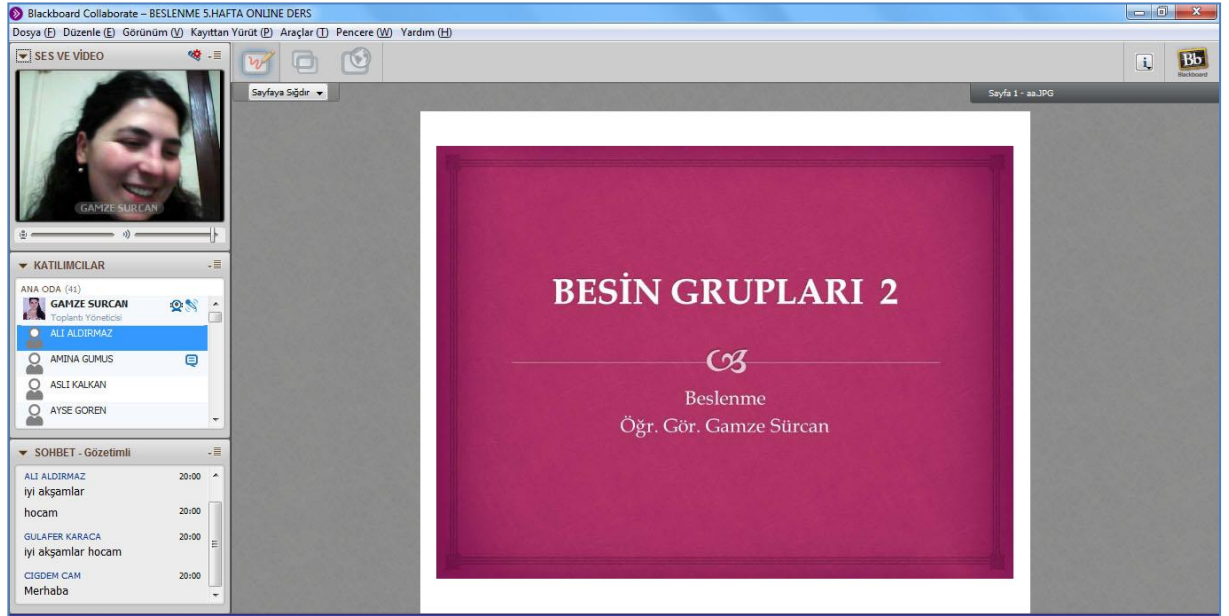 Blackboard Collaborate – BESLENME 5.HAFTA ONLINE DERS
Dosya (F) Düzenle (E) Görünüm (V) Kayıttan Yürüt (P) Araçlar (T) Pencere (W) Yardım (H)
SES VE VİDEO
GAMZE SURCAN
KATILIMCILAR
ANA ODA (41)
GAMZE SURCAN
Toplantı Yöneticisi
ALI ALDIRMAZ
AMINA GUMUS
ASLI KALKAN
AYSE GOREN
SOHBET - Gözetimli
ALI ALDIRMAZ 20:00
iyi akşamlar
hocam 20:00
GULAFER KARACA 20:00
iyi akşamlar hocam
CIGDEM CAM 20:00
Merhaba
Sayfaya Sığdır
Sayfa 1 - aa.JPG
Bb
Blackboard
BESİN GRUPLARI 2
Beslenme
Öğr. Gör. Gamze Sürcan